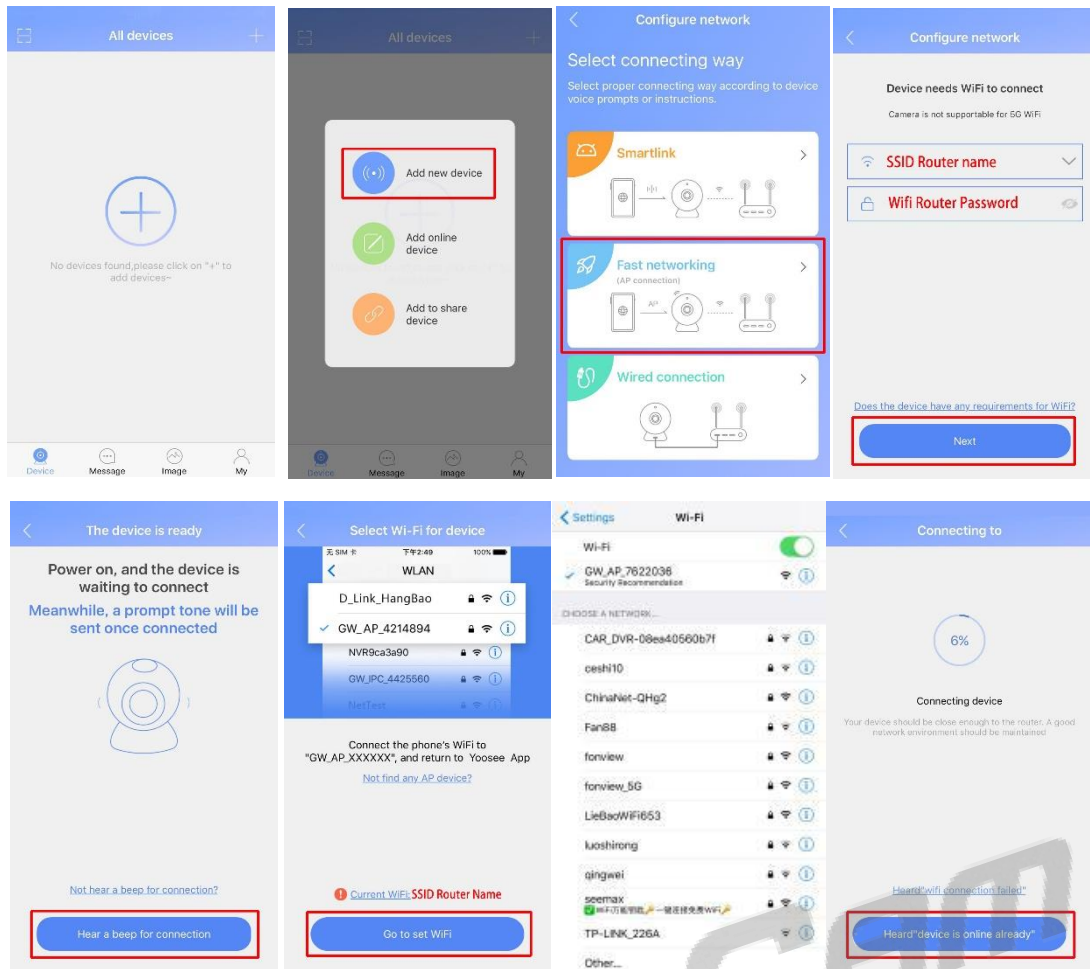 All devices
No devices found,please click on "+" to
add devices~
Device
Message
Image
My
All devices
Add new device
Add online
device
Add to share
device
Device
Message
Image
My
Configure network
Select connecting way
Select proper connecting way according to device
voice prompts or instructions.
Smartlink
Fast networking
(AP connection)
Wired connection
Configure network
Device needs WiFi to connect
Camera is not supportable for 5G WiFi
SSID Router name
Wifi Router Password
Does the device have any requirements for WiFi?
Next
The device is ready
Power on, and the device is
waiting to connect
Meanwhile, a prompt tone will be
sent once connected
Not hear a beep for connection?
Hear a beep for connection
Select Wi-Fi for device
无 SIM 卡 下午2:49 100%
WLAN
D_Link_HangBao
GW_AP_4214894
NVR9ca3a90
GW_IPC_4425560
NetTest
Connect the phone's WiFi to
"GW_AP_XXXXXX", and return to Yoosee App
Not find any AP device?
Current WiFi: SSID Router Name
Go to set WiFi
Settings Wi-Fi
Wi-Fi
GW_AP_7622036
Security Recommendation
CHOOSE A NETWORK...
CAR_DVR-08ea40560b7f
ceshi10
ChinaNet-QHg2
Fan88
fonview
fonview_5G
LieBaoWiFi653
luoshirong
qingwei
seemax
TP-LINK_226A
Other...
Connecting to
6%
Connecting device
Your device should be close enough to the router. A good
network environment should be maintained
Heard"wifi connection failed"
Heard"device is online already"